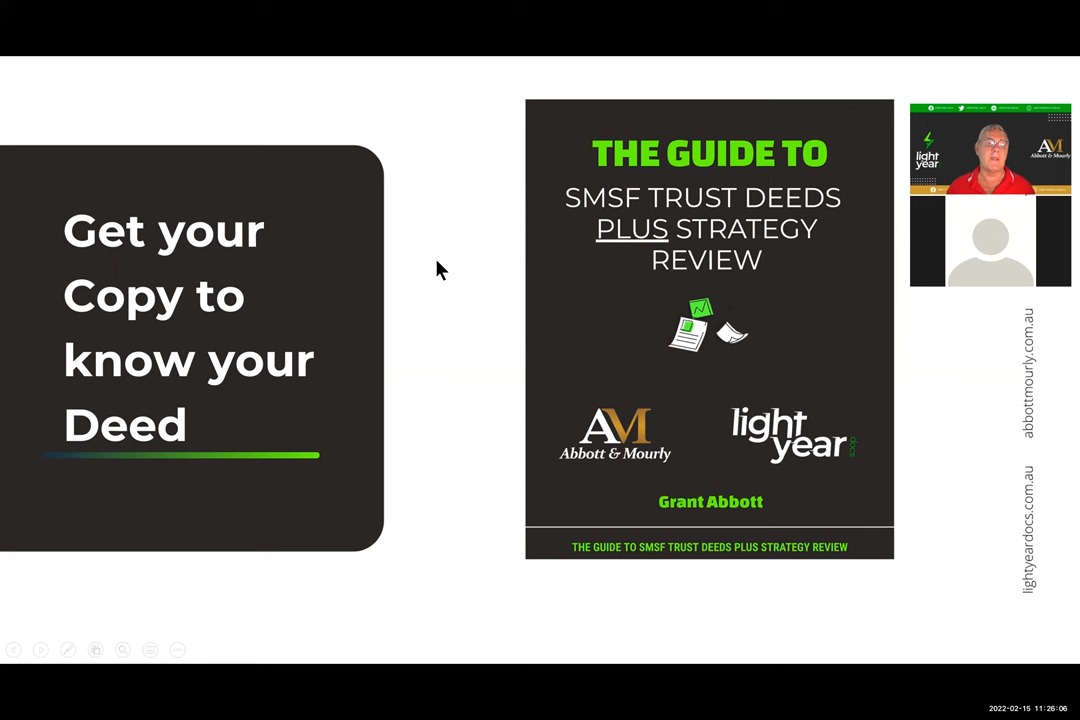 Get your
Copy to
know your
Deed
THE GUIDE TO
SMSF TRUST DEEDS
PLUS STRATEGY
REVIEW
AM
Abbott & Mourly
light
year
docs
Grant Abbott
THE GUIDE TO SMSF TRUST DEEDS PLUS STRATEGY REVIEW
light
year
AM
Abbott & Mourly
abbottmourly.com.au
lightyeardocs.com.au
2022-02-15 11:26:06